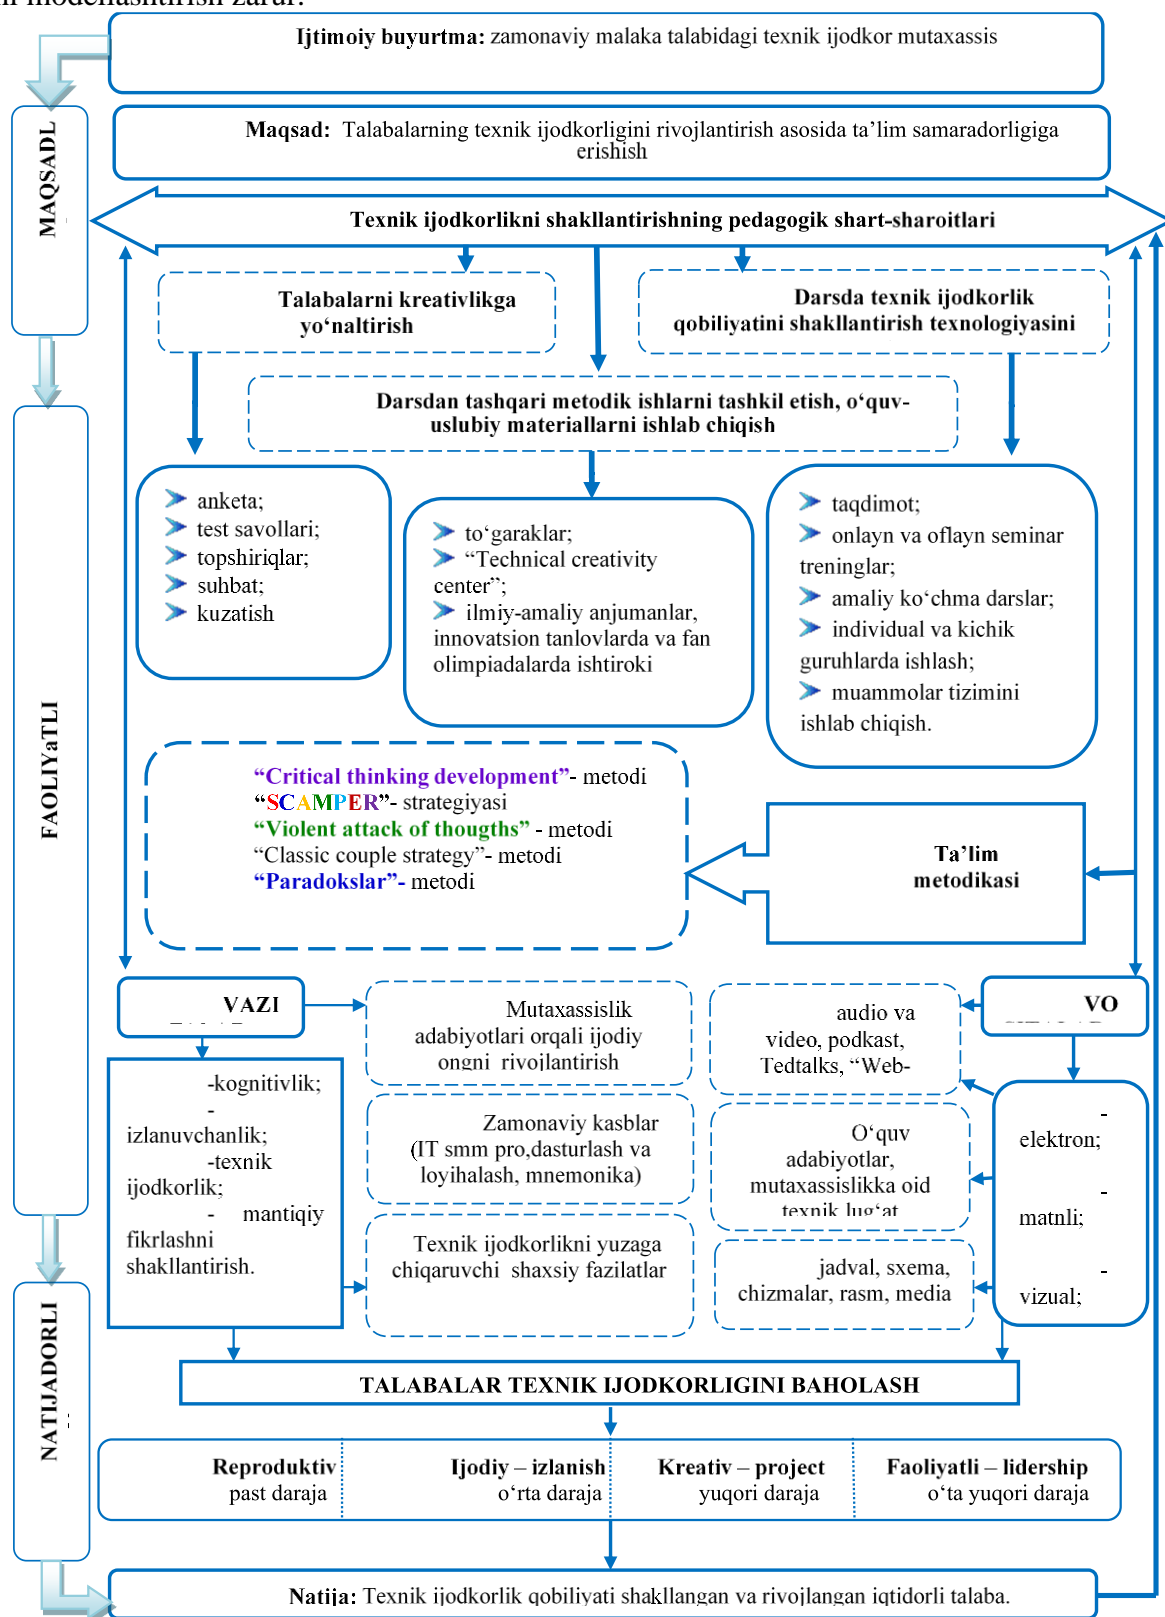 modellashtirish zarur.
Ijtimoiy buyurtma: zamonaviy malaka talabidagi texnik ijodkor mutaxassis
MAQSADL
Maqsad: Talabalarning texnik ijodkorligini rivojlantirish asosida ta’lim samaradorligiga
erishish
Texnik ijodkorlikni shakllantirishning pedagogik shart-sharoitlari
Talabalarni kreativlikga
yo‘naltirish
Darsda texnik ijodkorlik
qobiliyatini shakllantirish texnologiyasini
Darsdan tashqari metodik ishlarni tashkil etish, o‘quv-
uslubiy materiallarni ishlab chiqish
FAOLIYaTLI
anketa;
test savollari;
topshiriqlar;
suhbat;
kuzatish
to‘garaklar;
“Technical creativity
center”;
ilmiy-amaliy anjumanlar,
innovatsion tanlovlarda va fan
olimpiadalarda ishtiroki
taqdimot;
onlayn va oflayn seminar
treninglar;
amaliy ko‘chma darslar;
individual va kichik
guruhlarda ishlash;
muammolar tizimini
ishlab chiqish.
“Critical thinking development”- metodi
“SCAMPER”- strategiyasi
“Violent attack of thougths” - metodi
“Classic couple strategy”- metodi
“Paradokslar”- metodi
Ta’lim
metodikasi
VAZI
-kognitivlik;
-
izlanuvchanlik;
-texnik
ijodkorlik;
- mantiqiy
fikrlashni
shakllantirish.
Mutaxassislik
adabiyotlari orqali ijodiy
ongni rivojlantirish
Zamonaviy kasblar
(IT smm pro,dasturlash va
loyihalash, mnemonika)
Texnik ijodkorlikni yuzaga
chiqaruvchi shaxsiy fazilatlar
audio va
video, podkast,
Tedtalks, “Web-
O‘quv
adabiyotlar,
mutaxassislikka oid
texnik lug‘at
jadval, sxema,
chizmalar, rasm, media
VO
-
elektron;
-
matnli;
-
vizual;
NATIJADORLI
TALABALAR TEXNIK IJODKORLIGINI BAHOLASH
Reproduktiv
past daraja
Ijodiy – izlanish
o‘rta daraja
Kreativ – project
yuqori daraja
Faoliyatli – lidership
o‘ta yuqori daraja
Natija: Texnik ijodkorlik qobiliyati shakllangan va rivojlangan iqtidorli talaba.